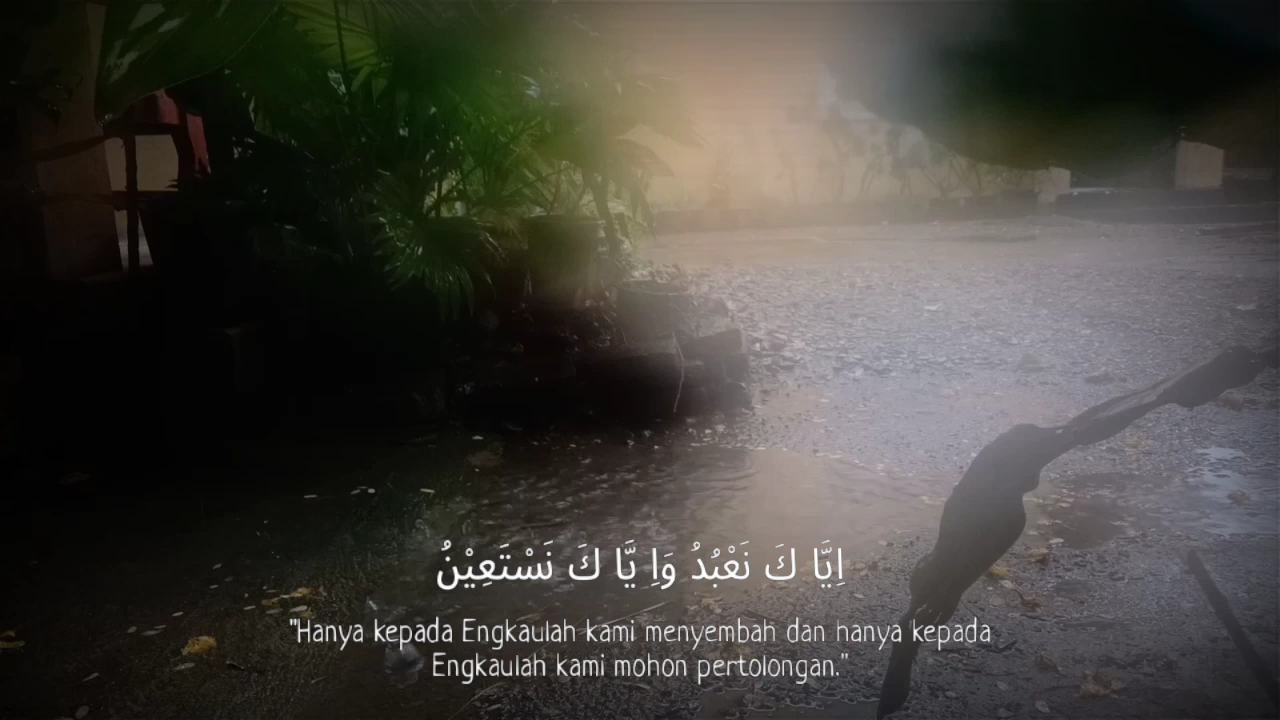 اِيَّا كَ نَعْبُدُ وَاِ يَّا كَ نَسْتَعِيْنُ
"Hanya kepada Engkaulah kami menyembah dan hanya kepada
Engkaulah kami mohon pertolongan."